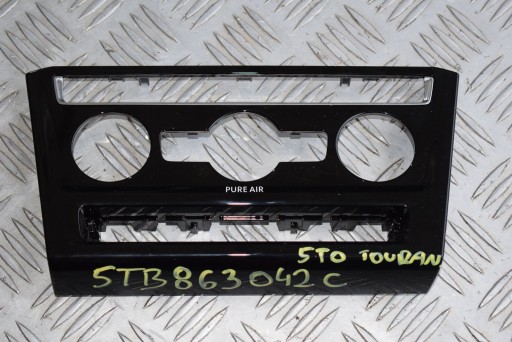 PURE AIR
5TO TOURAN
5TB863042C